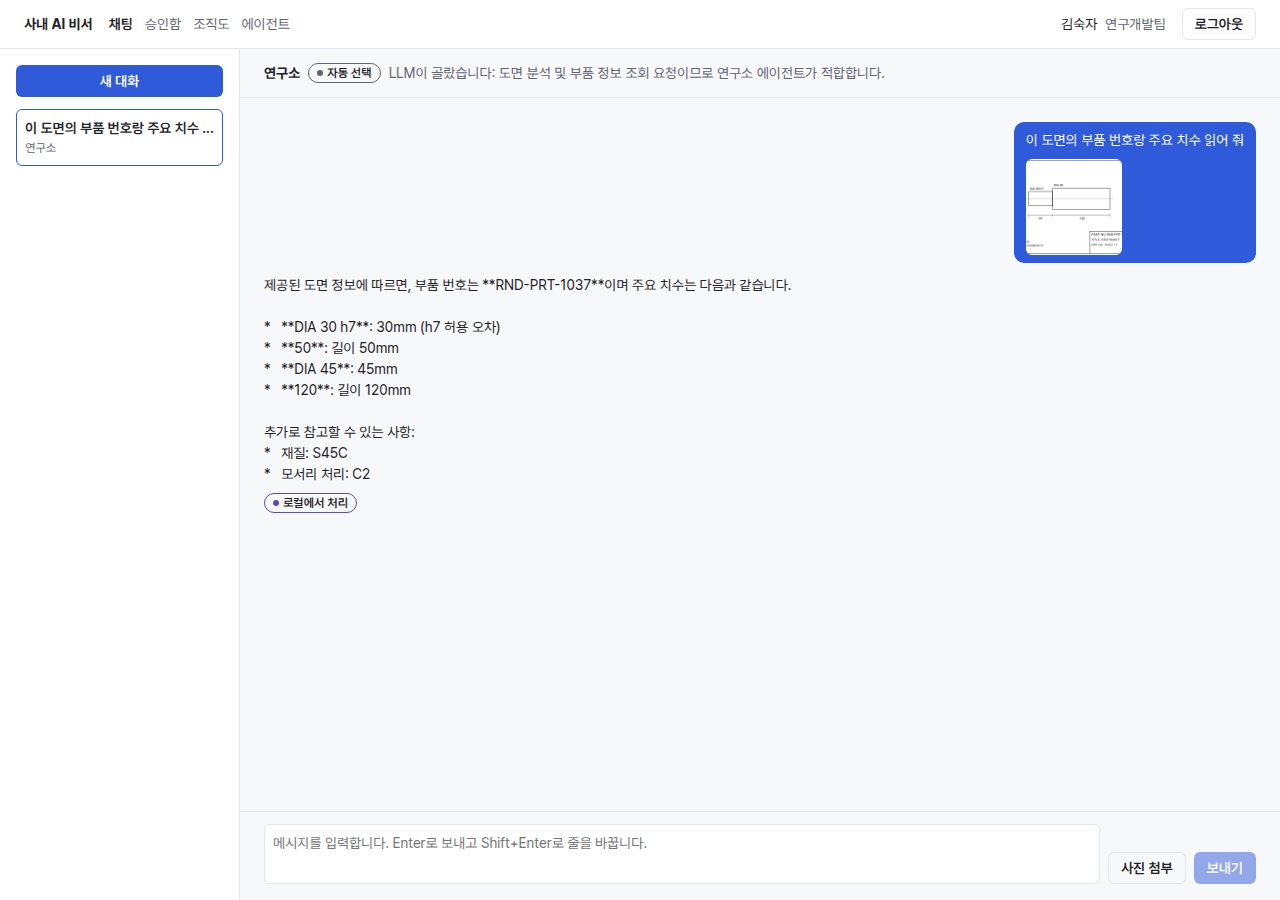 사내 AI 비서 채팅 승인함 조직도 에이전트 김숙자 연구개발팀 로그아웃
새 대화
이 도면의 부품 번호랑 주요 치수 ...
연구소
연구소 자동 선택 LLM이 골랐습니다: 도면 분석 및 부품 정보 조회 요청이므로 연구소 에이전트가 적합합니다.
이 도면의 부품 번호랑 주요 치수 읽어 줘
제공된 도면 정보에 따르면, 부품 번호는 **RND-PRT-1037**이며 주요 치수는 다음과 같습니다.
* **DIA 30 h7**: 30mm (h7 허용 오차)
* **50**: 길이 50mm
* **DIA 45**: 45mm
* **120**: 길이 120mm
추가로 참고할 수 있는 사항:
* 재질: S45C
* 모서리 처리: C2
로컬에서 처리
메시지를 입력합니다. Enter로 보내고 Shift+Enter로 줄을 바꿉니다.
사진 첨부 보내기